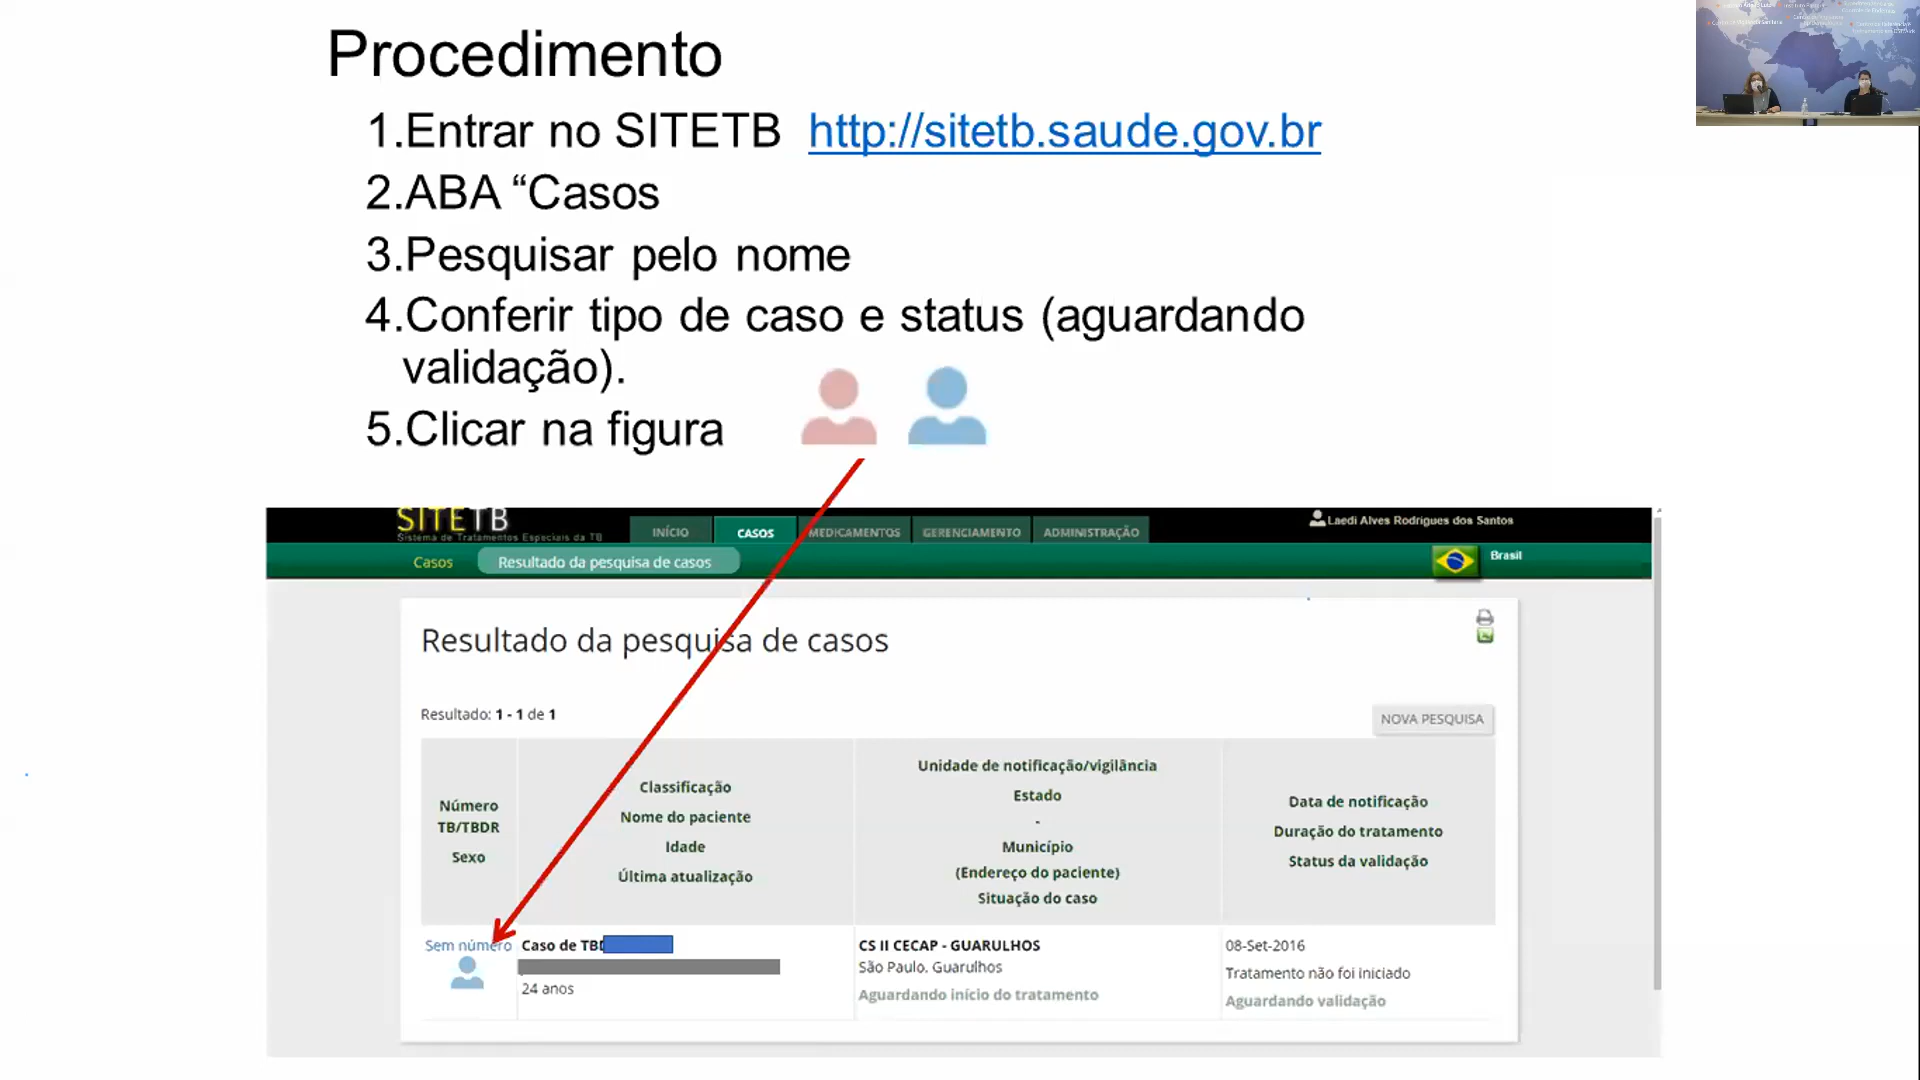 Procedimento
1.Entrar no SITETB http://sitetb.saude.gov.br
2.ABA “Casos
3.Pesquisar pelo nome
4.Conferir tipo de caso e status (aguardando
validação).
5.Clicar na figura
SITETB
Sistema de Tratamentos Especiais da TB
INÍCIO
CASOS
MEDICAMENTOS
GERENCIAMENTO
ADMINISTRAÇÃO
Laedi Alves Rodrigues dos Santos
Casos
Resultado da pesquisa de casos
Brasil
Resultado da pesquisa de casos
Resultado: 1 - 1 de 1
NOVA PESQUISA
Número
TB/TBDR
Sexo
Classificação
Nome do paciente
Idade
Última atualização
Unidade de notificação/vigilância
Estado
-
Município
(Endereço do paciente)
Situação do caso
Data de notificação
Duração do tratamento
Status da validação
Sem número
Caso de
24 anos
CS II CECAP - GUARULHOS
São Paulo. Guarulhos
Aguardando início do tratamento
08-Set-2016
Tratamento não foi iniciado
Aguardando validação